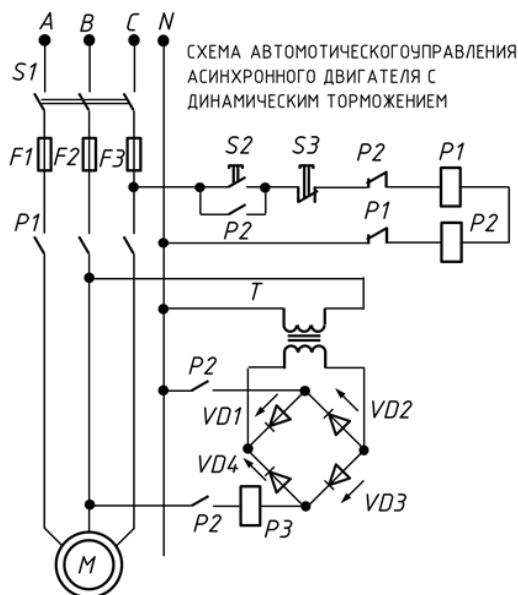 A B C N
СХЕМА АВТОМОТИЧЕСКОГОУПРАВЛЕНИЯ
АСИНХРОННОГО ДВИГАТЕЛЯ С
ДИНАМИЧЕСКИМ ТОРМОЖЕНИЕМ
S1
F1 F2 F3
S2 S3 P2 P1
P2
P1 P1 P2
T
P2
VD1 VD2
VD4 VD3
P2 P3
M